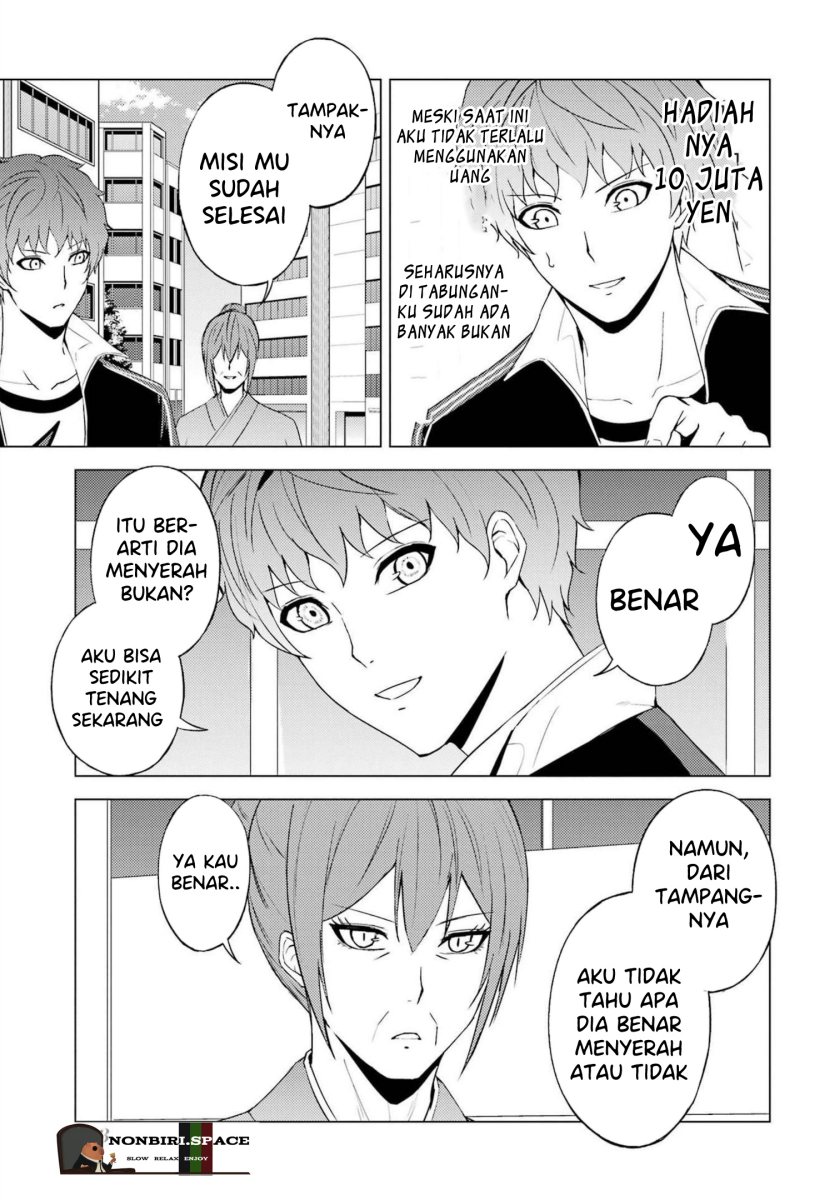 HADIAH
NYA
10 JUTA
YEN
MESKI SAAT INI
AKU TIDAK TERLALU
MENGGUNAKAN
UANG
SEHARUSNYA
DI TABUNGAN-
KU SUDAH ADA
BANYAK BUKAN
TAMPAK-
NYA
MISI MU
SUDAH
SELESAI
YA
BENAR
ITU BER-
ARTI DIA
MENYERAH
BUKAN?
AKU BISA
SEDIKIT
TENANG
SEKARANG
NAMUN,
DARI
TAMPANG-
NYA
AKU TIDAK
TAHU APA
DIA BENAR
MENYERAH
ATAU TIDAK
YA KAU
BENAR..
NONBIRI.SPACE
SLOW RELAX ENJOY